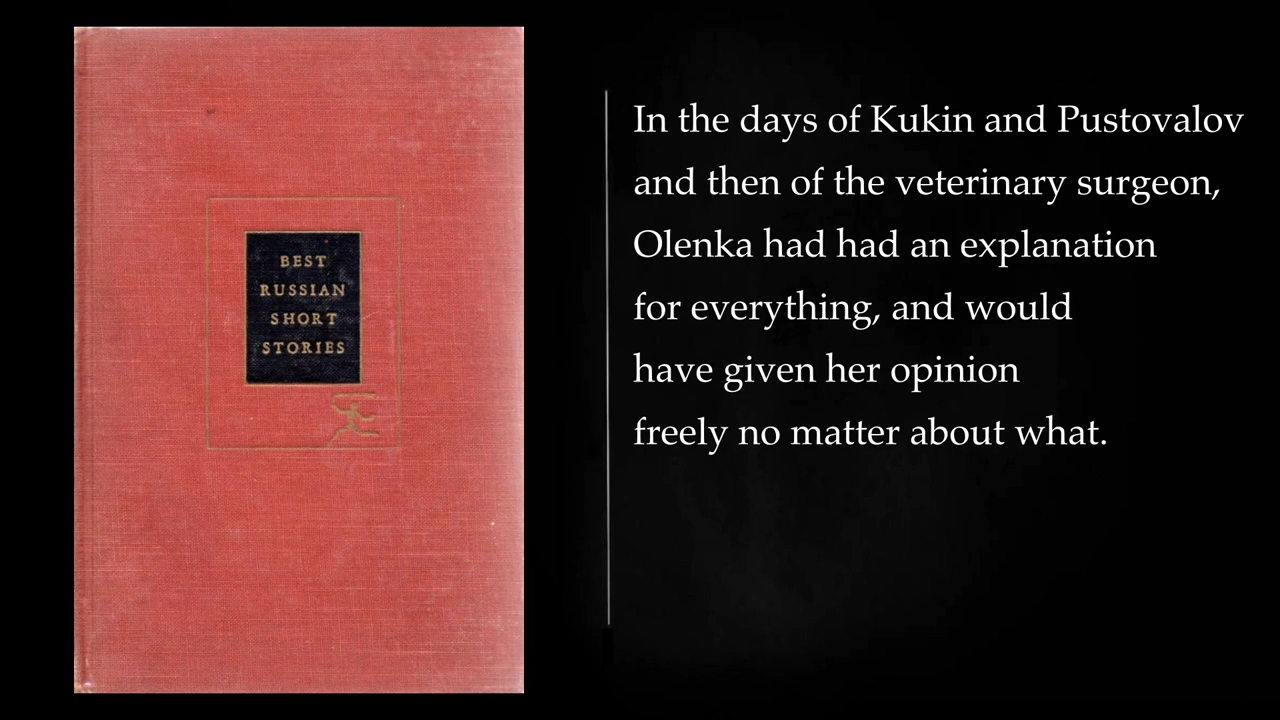 BEST
RUSSIAN
SHORT
STORIES
In the days of Kukin and Pustovalov
and then of the veterinary surgeon,
Olenka had had an explanation
for everything, and would
have given her opinion
freely no matter about what.